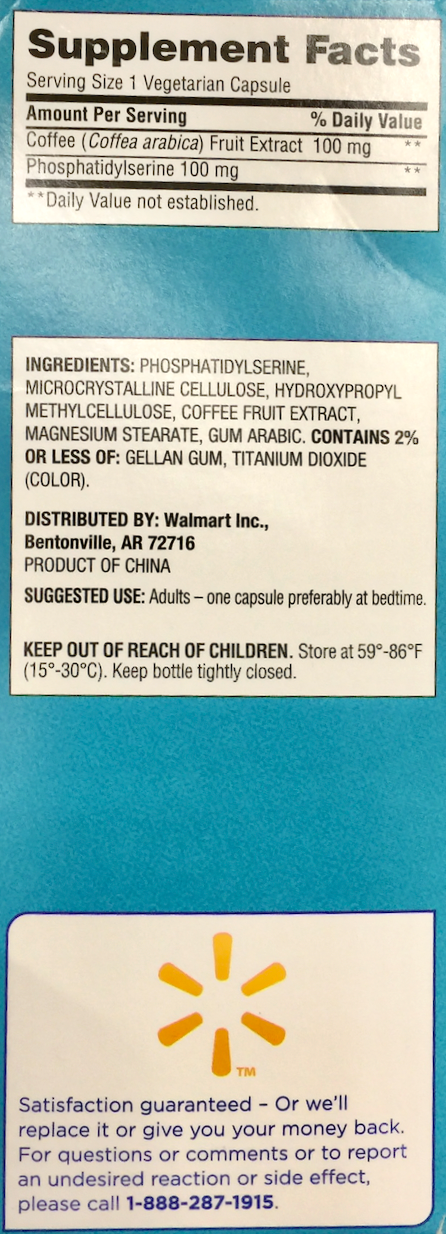 Supplement Facts
Serving Size 1 Vegetarian Capsule
Amount Per Serving % Daily Value
Coffee (Coffea arabica) Fruit Extract 100 mg **
Phosphatidylserine 100 mg **
**Daily Value not established.
INGREDIENTS: PHOSPHATIDYLSERINE,
MICROCRYSTALLINE CELLULOSE, HYDROXYPROPYL
METHYLCELLULOSE, COFFEE FRUIT EXTRACT,
MAGNESIUM STEARATE, GUM ARABIC. CONTAINS 2%
OR LESS OF: GELLAN GUM, TITANIUM DIOXIDE
(COLOR).
DISTRIBUTED BY: Walmart Inc.,
Bentonville, AR 72716
PRODUCT OF CHINA
SUGGESTED USE: Adults – one capsule preferably at bedtime.
KEEP OUT OF REACH OF CHILDREN. Store at 59°-86°F
(15°-30°C). Keep bottle tightly closed.
TM
Satisfaction guaranteed – Or we'll
replace it or give you your money back.
For questions or comments or to report
an undesired reaction or side effect,
please call 1-888-287-1915.